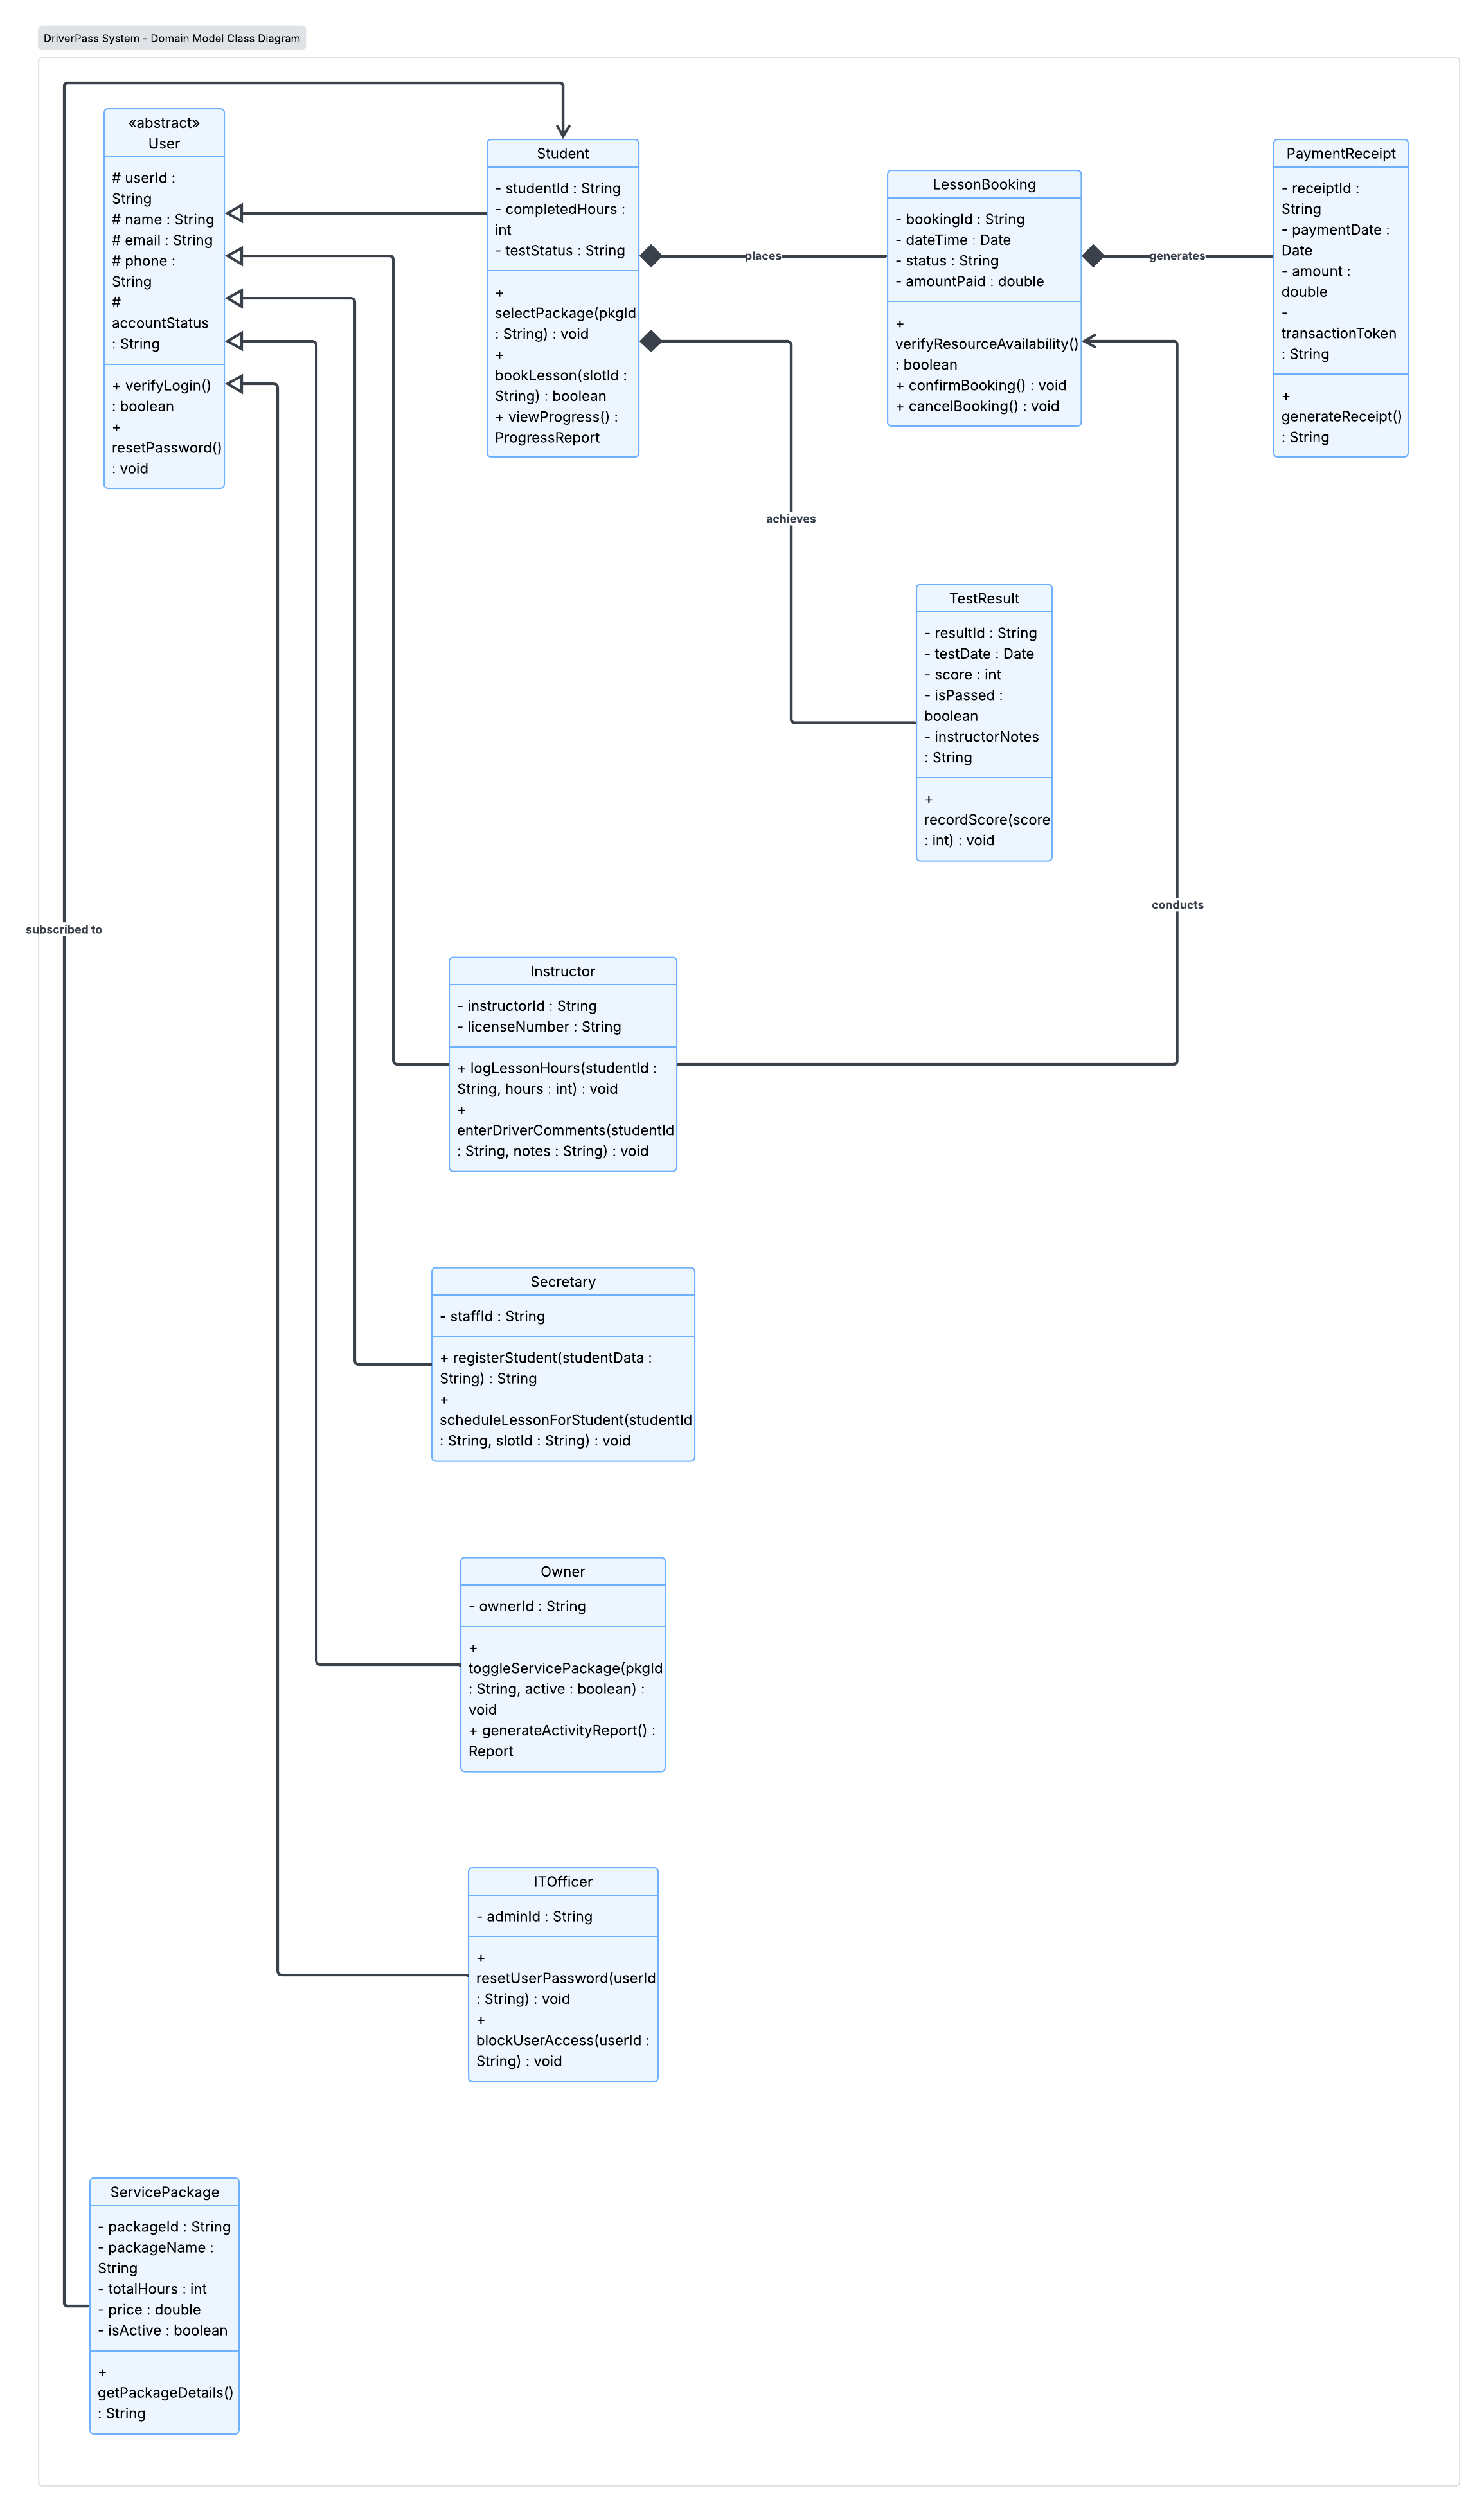 DriverPass System - Domain Model Class Diagram
«abstract»
User
# userId :
String
# name : String
# email : String
# phone :
String
#
accountStatus
: String
+ verifyLogin()
: boolean
+
resetPassword()
: void
Student
- studentId : String
- completedHours :
int
- testStatus : String
+
selectPackage(pkgId
: String) : void
+
bookLesson(slotId :
String) : boolean
+ viewProgress() :
ProgressReport
places
LessonBooking
- bookingId : String
- dateTime : Date
- status : String
- amountPaid : double
+
verifyResourceAvailability()
: boolean
+ confirmBooking() : void
+ cancelBooking() : void
generates
PaymentReceipt
- receiptId :
String
- paymentDate :
Date
- amount :
double
-
transactionToken
: String
+
generateReceipt()
: String
achieves
TestResult
- resultId : String
- testDate : Date
- score : int
- isPassed :
boolean
- instructorNotes
: String
+
recordScore(score
: int) : void
conducts
subscribed to
Instructor
- instructorId : String
- licenseNumber : String
+ logLessonHours(studentId :
String, hours : int) : void
+
enterDriverComments(studentId
: String, notes : String) : void
Secretary
- staffId : String
+ registerStudent(studentData :
String) : String
+
scheduleLessonForStudent(studentId
: String, slotId : String) : void
Owner
- ownerId : String
+
toggleServicePackage(pkgId
: String, active : boolean) :
void
+ generateActivityReport() :
Report
ITOfficer
- adminId : String
+
resetUserPassword(userId
: String) : void
+
blockUserAccess(userId :
String) : void
ServicePackage
- packageId : String
- packageName :
String
- totalHours : int
- price : double
- isActive : boolean
+
getPackageDetails()
: String